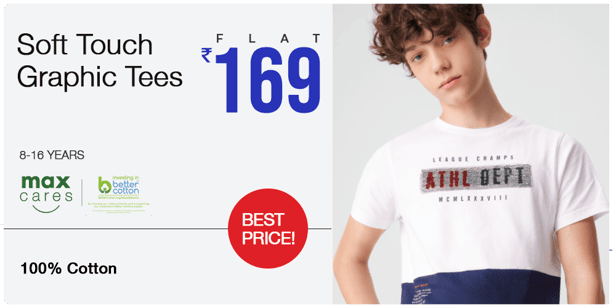 Soft Touch
Graphic Tees
FLAT
₹169
8-16 YEARS
max
cares
investing in
better
cotton
BEST
PRICE!
100% Cotton
LEAGUE CHAMPS
ATHL DEPT
MCMLXXXVIII